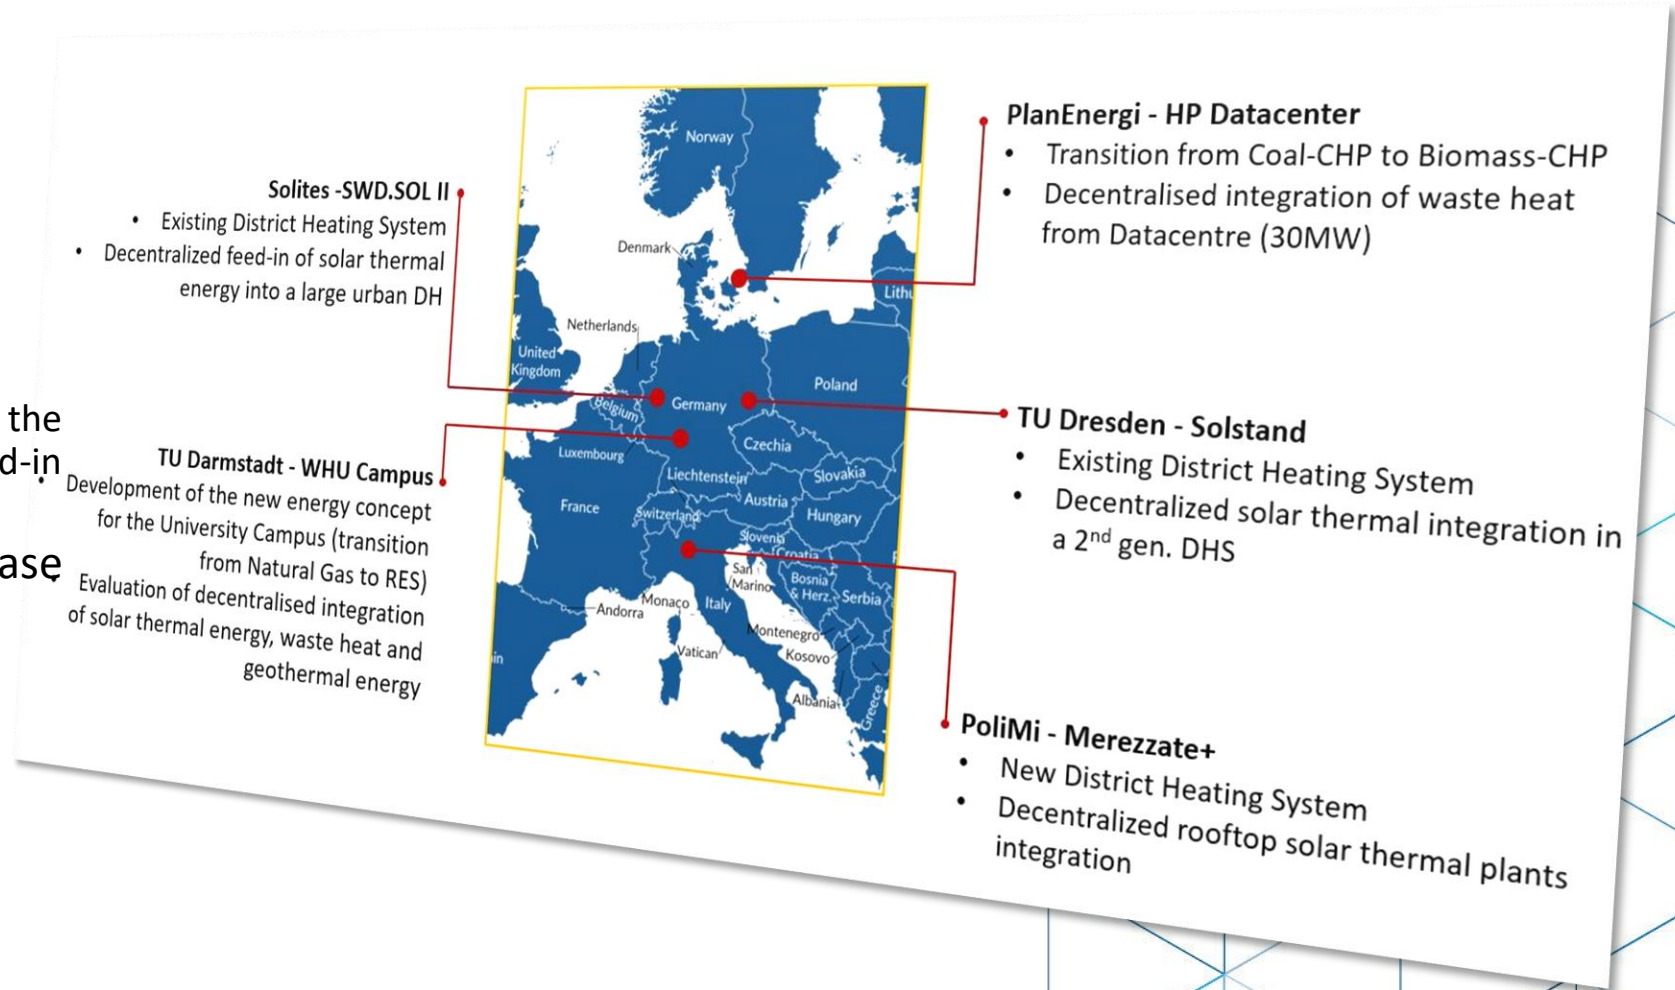 Solites -SWD.SOL II
• Existing District Heating System
• Decentralized feed-in of solar thermal
energy into a large urban DH
the
d-in
ase
TU Darmstadt - WHU Campus
• Development of the new energy concept
for the University Campus (transition
from Natural Gas to RES)
• Evaluation of decentralised integration
of solar thermal energy, waste heat and
geothermal energy
Norway
Denmark
Lithu
Netherlands
United
Kingdom
Poland
Belgium
Germany
Czechia
Luxembourg
Slovakia
Liechtenstein
Austria
France
Switzerland
Hungary
Slovenia
Croatia
San
Marino
Bosnia
& Herz.
Serbia
Monaco
Italy
Andorra
Montenegro
Vatican
Kosovo
in
Albania
Greece
PlanEnergi - HP Datacenter
• Transition from Coal-CHP to Biomass-CHP
• Decentralised integration of waste heat
from Datacentre (30MW)
TU Dresden - Solstand
• Existing District Heating System
• Decentralized solar thermal integration in
a 2nd gen. DHS
PoliMi - Merezzate+
• New District Heating System
• Decentralized rooftop solar thermal plants
integration